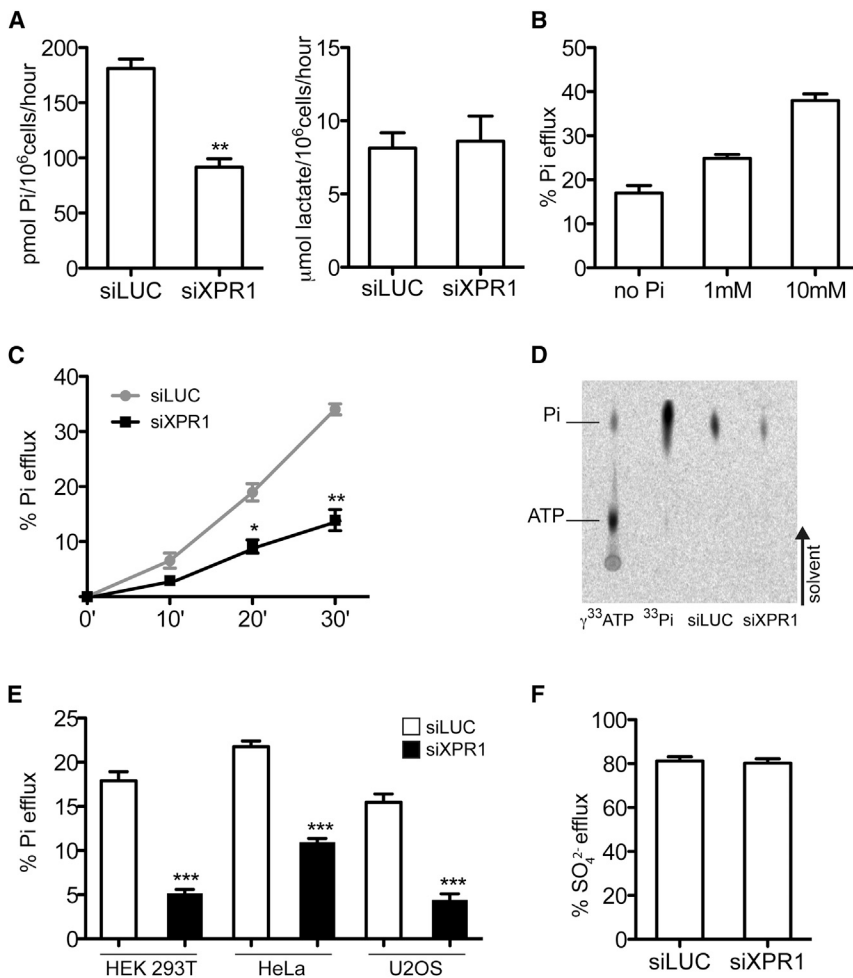 A
pmol Pi/10⁶cells/hour
200
150
100
50
0
**
siLUC
siXPR1
μmol lactate/10⁶cells/hour
15
10
5
0
siLUC
siXPR1
B
% Pi efflux
50
40
30
20
10
0
no Pi
1mM
10mM
C
% Pi efflux
40
30
20
10
siLUC
siXPR1
*
**
0'
10'
20'
30'
D
Pi
ATP
solvent
γ³³ATP
³³Pi
siLUC
siXPR1
E
% Pi efflux
25
20
15
10
5
0
siLUC
siXPR1
***
***
***
HEK 293T
HeLa
U2OS
F
% SO₄²⁻ efflux
100
80
60
40
20
0
siLUC
siXPR1